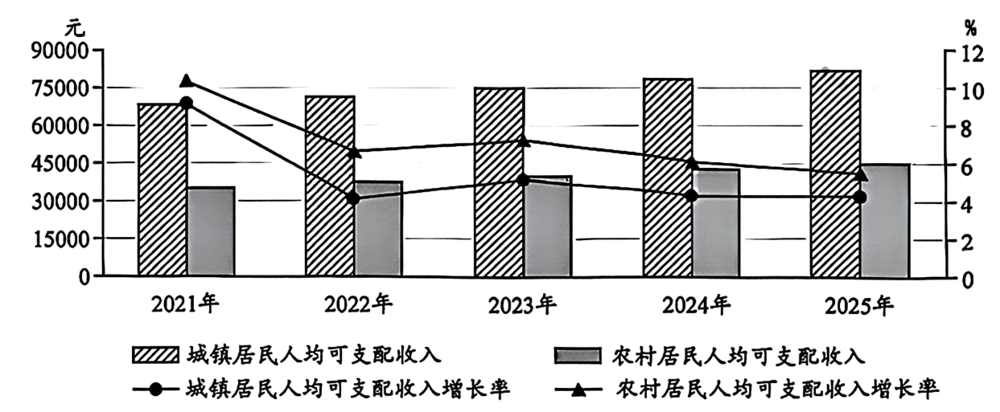 元 %
90000 12
75000 10
60000 8
45000 6
30000 4
15000 2
0 0
2021年 2022年 2023年 2024年 2025年
城镇居民人均可支配收入 农村居民人均可支配收入
城镇居民人均可支配收入增长率 农村居民人均可支配收入增长率